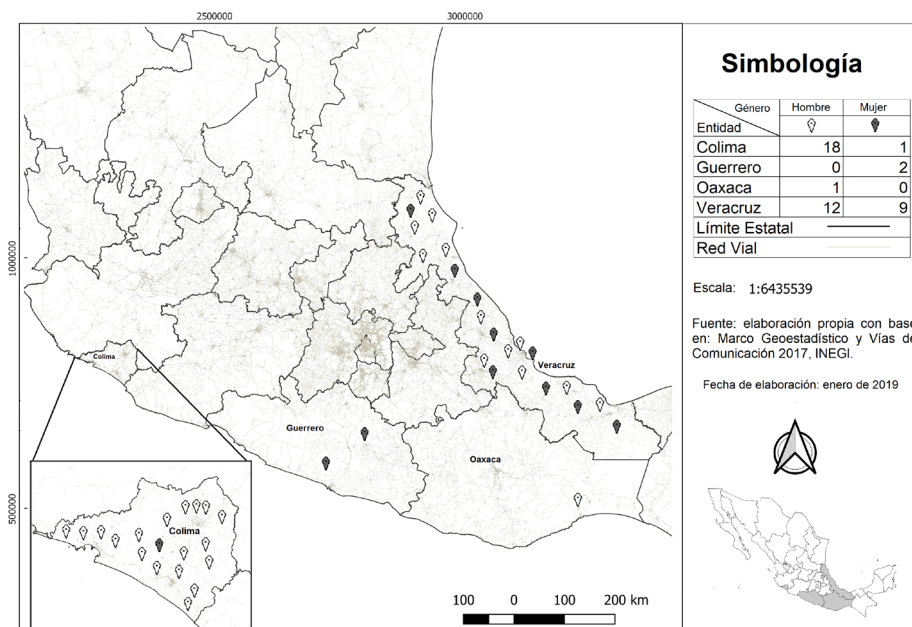 2500000
3000000
1000000
500000
Colima
Veracruz
Guerrero
Oaxaca
Colima
100 0 100 200 km
Simbología
Género Hombre Mujer
Entidad
Colima 18 1
Guerrero 0 2
Oaxaca 1 0
Veracruz 12 9
Límite Estatal
Red Vial
Escala: 1:6435539
Fuente: elaboración propia con base
en: Marco Geoestadístico y Vías de
Comunicación 2017, INEGI.
Fecha de elaboración: enero de 2019